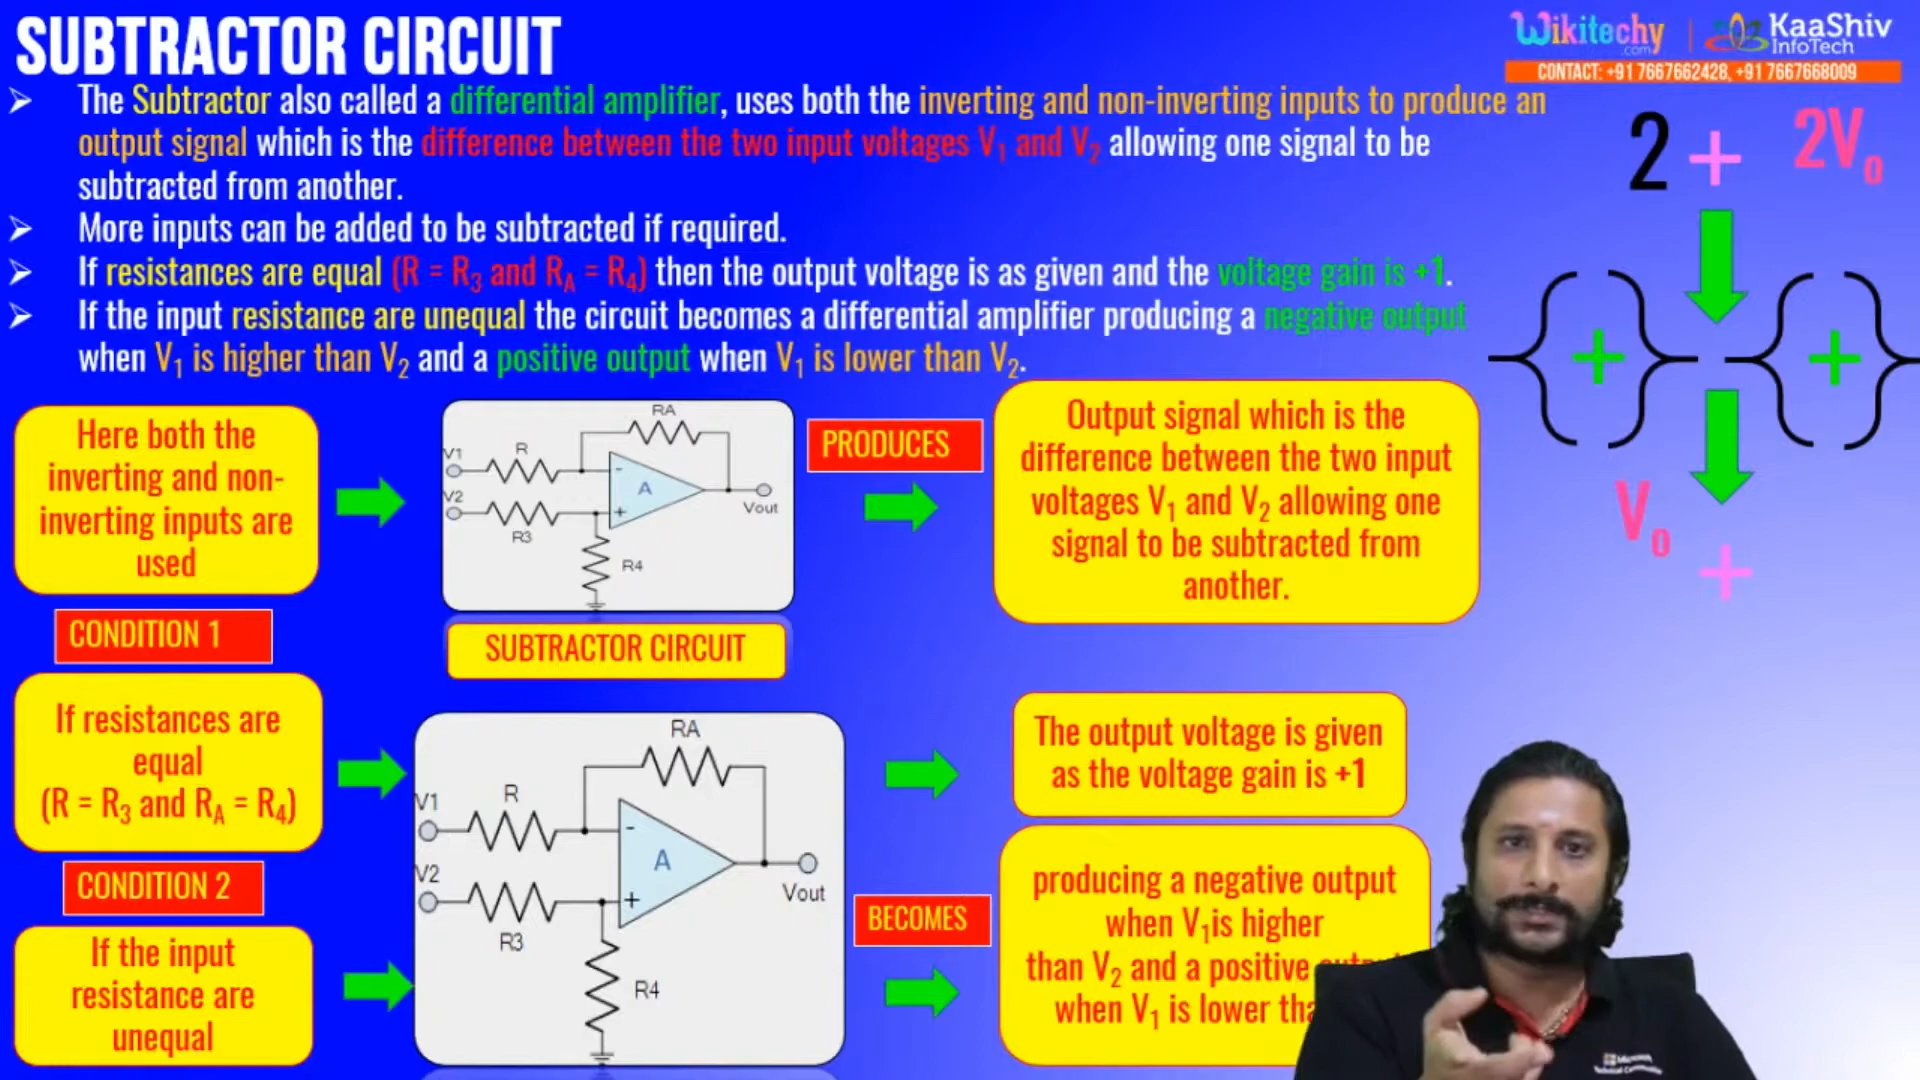 SUBTRACTOR CIRCUIT
Wikitechy
.com
KaaShiv
InfoTech
CONTACT: +91 7667662428, +91 7667668009
➢ The Subtractor also called a differential amplifier, uses both the inverting and non-inverting inputs to produce an
output signal which is the difference between the two input voltages V₁ and V₂ allowing one signal to be
subtracted from another.
➢ More inputs can be added to be subtracted if required.
➢ If resistances are equal (R = R₃ and R_A = R₄) then the output voltage is as given and the voltage gain is +1.
➢ If the input resistance are unequal the circuit becomes a differential amplifier producing a negative output
when V₁ is higher than V₂ and a positive output when V₁ is lower than V₂.
2 + 2V₀
+ +
V₀
+
Here both the
inverting and non-
inverting inputs are
used
RA
V1
R
-
A
V2
+
Vout
R3
R4
SUBTRACTOR CIRCUIT
PRODUCES
Output signal which is the
difference between the two input
voltages V₁ and V₂ allowing one
signal to be subtracted from
another.
CONDITION 1
If resistances are
equal
(R = R₃ and R_A = R₄)
CONDITION 2
If the input
resistance are
unequal
RA
V1
R
-
A
V2
+
Vout
R3
R4
The output voltage is given
as the voltage gain is +1
BECOMES
producing a negative output
when V₁is higher
than V₂ and a positive
when V₁ is lower
Microsoft